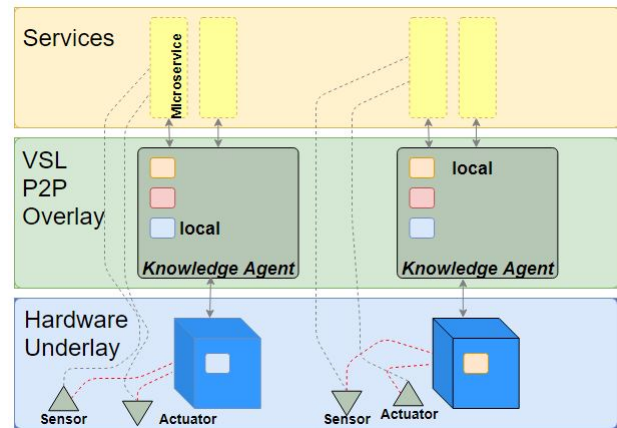 Services
Microservice
VSL
P2P
Overlay
local
Knowledge Agent
local
Knowledge Agent
Hardware
Underlay
Sensor
Actuator
Sensor
Actuator